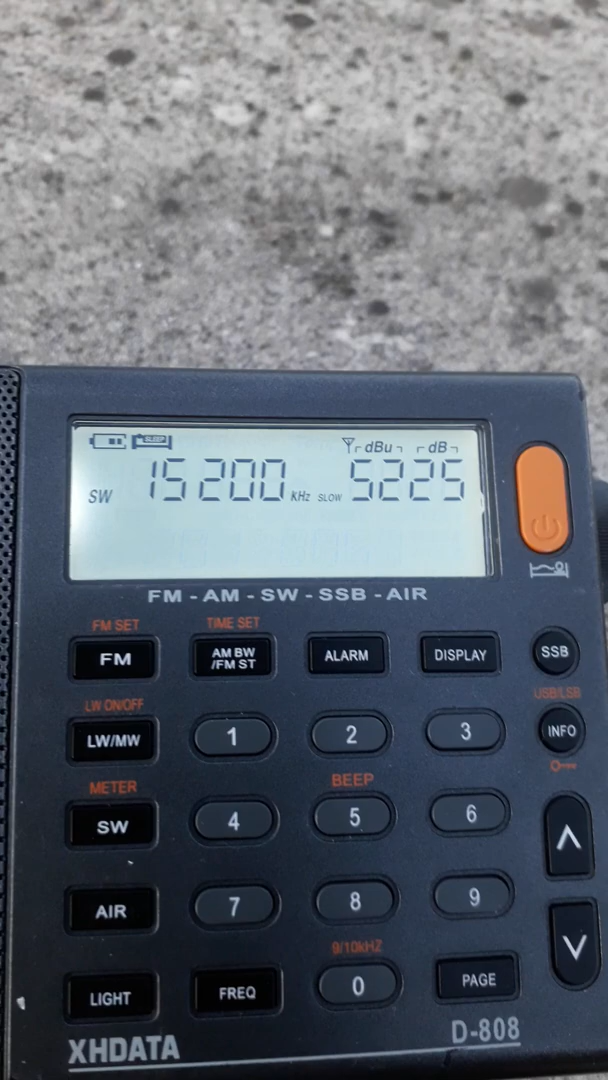 SLEEP dBu dB
SW 15200 KHz SLOW 5225
FM - AM - SW - SSB - AIR
FM SET TIME SET
FM AM BW /FM ST ALARM DISPLAY SSB
LW ON/OFF USB/LSB
LW/MW 1 2 3 INFO
METER BEEP
SW 4 5 6
AIR 7 8 9
9/10kHZ
LIGHT FREQ 0 PAGE
XHDATA D-808